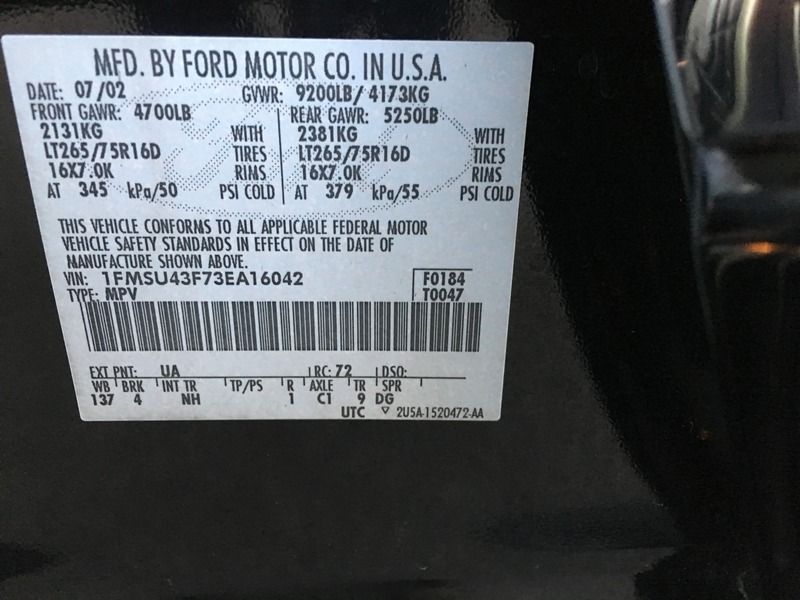 MFD. BY FORD MOTOR CO. IN U.S.A.
DATE: 07/02 GVWR: 9200LB/ 4173KG
FRONT GAWR: 4700LB REAR GAWR: 5250LB
2131KG WITH 2381KG WITH
LT265/75R16D TIRES LT265/75R16D TIRES
16X7.0K RIMS 16X7.0K RIMS
AT 345 kPa/50 PSI COLD AT 379 kPa/55 PSI COLD
THIS VEHICLE CONFORMS TO ALL APPLICABLE FEDERAL MOTOR
VEHICLE SAFETY STANDARDS IN EFFECT ON THE DATE OF
MANUFACTURE SHOWN ABOVE.
VIN: 1FMSU43F73EA16042 F0184
TYPE: MPV T0047
EXT PNT: UA RC: 72 DSO:
WB BRK INT TR TP/PS R AXLE TR SPR
137 4 NH 1 C1 9 DG
UTC ▽ 2U5A-1520472-AA